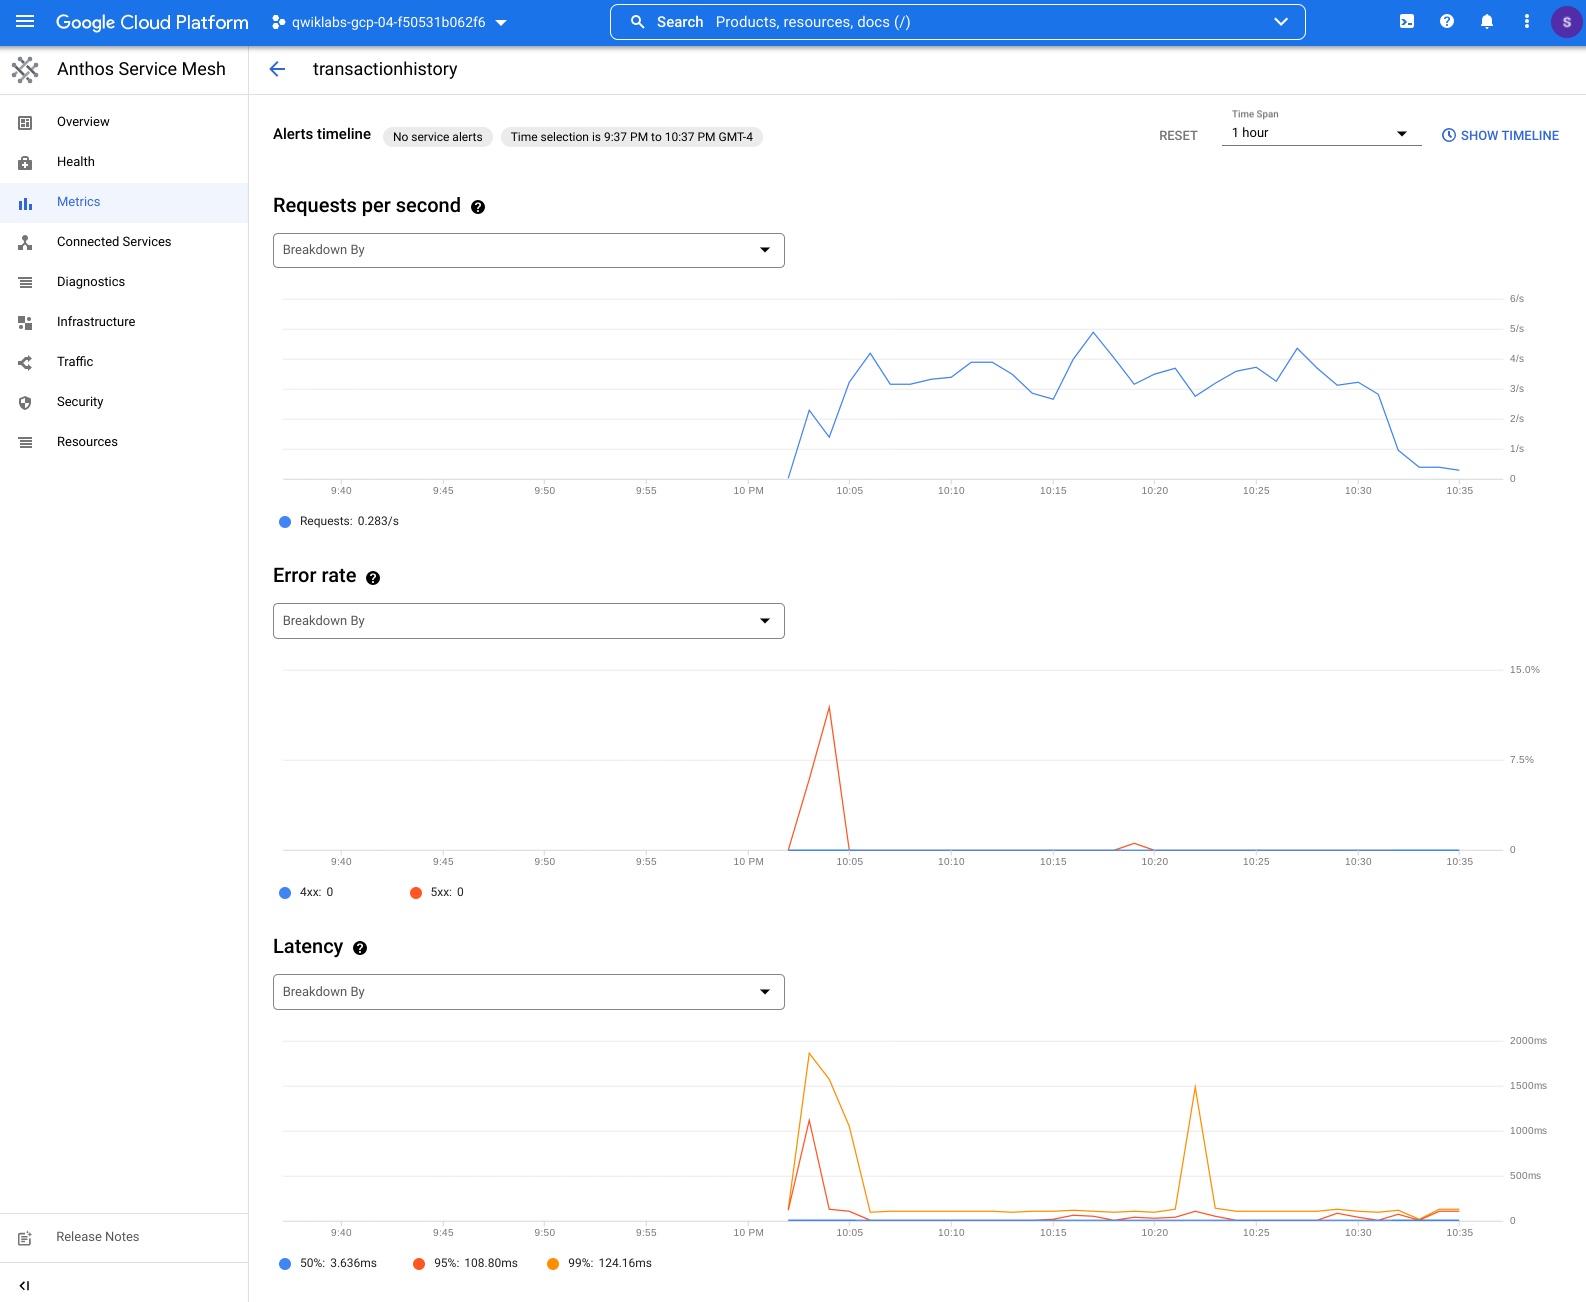 Google Cloud Platform qwiklabs-gcp-04-f50531b062f6 Search Products, resources, docs (/) S
Anthos Service Mesh
transactionhistory
Overview
Health
Metrics
Connected Services
Diagnostics
Infrastructure
Traffic
Security
Resources
Release Notes
Alerts timeline No service alerts Time selection is 9:37 PM to 10:37 PM GMT-4
RESET
Time Span
1 hour
SHOW TIMELINE
Requests per second ?
Breakdown By
6/s
5/s
4/s
3/s
2/s
1/s
0
9:40 9:45 9:50 9:55 10 PM 10:05 10:10 10:15 10:20 10:25 10:30 10:35
Requests: 0.283/s
Error rate ?
Breakdown By
15.0%
7.5%
0
9:40 9:45 9:50 9:55 10 PM 10:05 10:10 10:15 10:20 10:25 10:30 10:35
4xx: 0 5xx: 0
Latency ?
Breakdown By
2000ms
1500ms
1000ms
500ms
0
9:40 9:45 9:50 9:55 10 PM 10:05 10:10 10:15 10:20 10:25 10:30 10:35
50%: 3.636ms 95%: 108.80ms 99%: 124.16ms